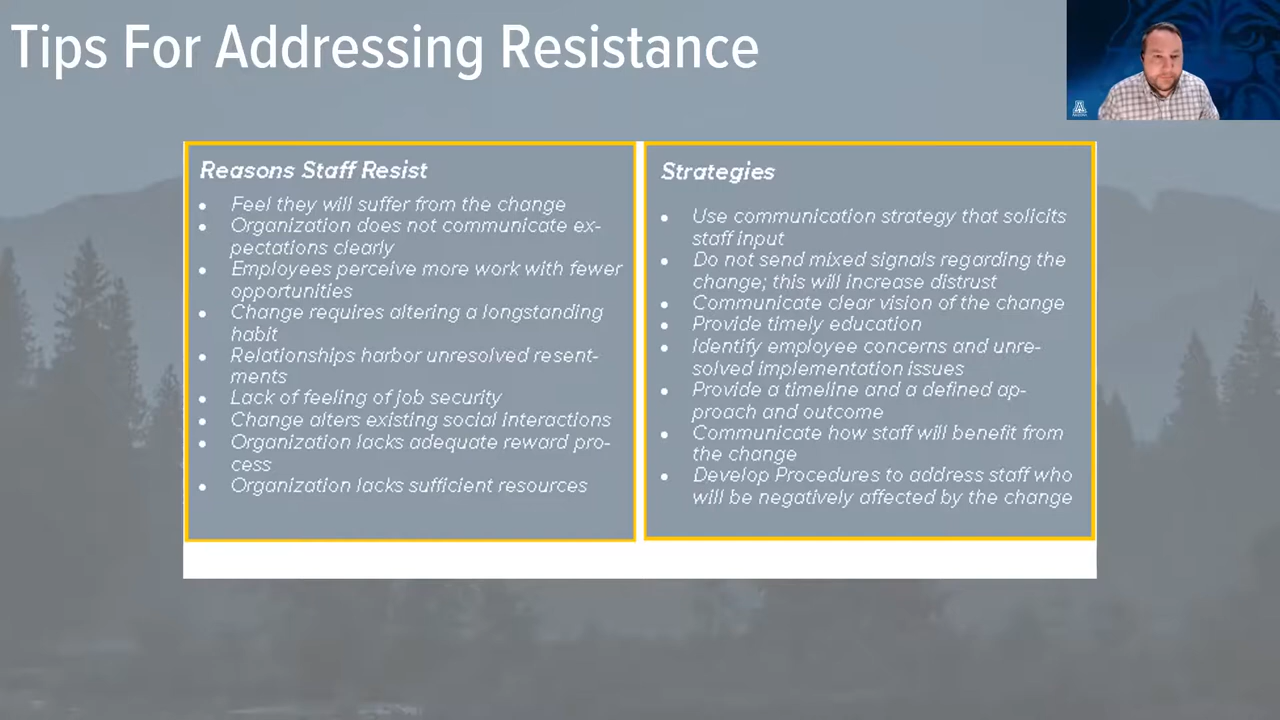 Tips For Addressing Resistance
Reasons Staff Resist
Feel they will suffer from the change
Organization does not communicate ex-
pectations clearly
Employees perceive more work with fewer
opportunities
Change requires altering a longstanding
habit
Relationships harbor unresolved resent-
ments
Lack of feeling of job security
Change alters existing social interactions
Organization lacks adequate reward pro-
cess
Organization lacks sufficient resources
Strategies
Use communication strategy that solicits
staff input
Do not send mixed signals regarding the
change; this will increase distrust
Communicate clear vision of the change
Provide timely education
Identify employee concerns and unre-
solved implementation issues
Provide a timeline and a defined ap-
proach and outcome
Communicate how staff will benefit from
the change
Develop Procedures to address staff who
will be negatively affected by the change